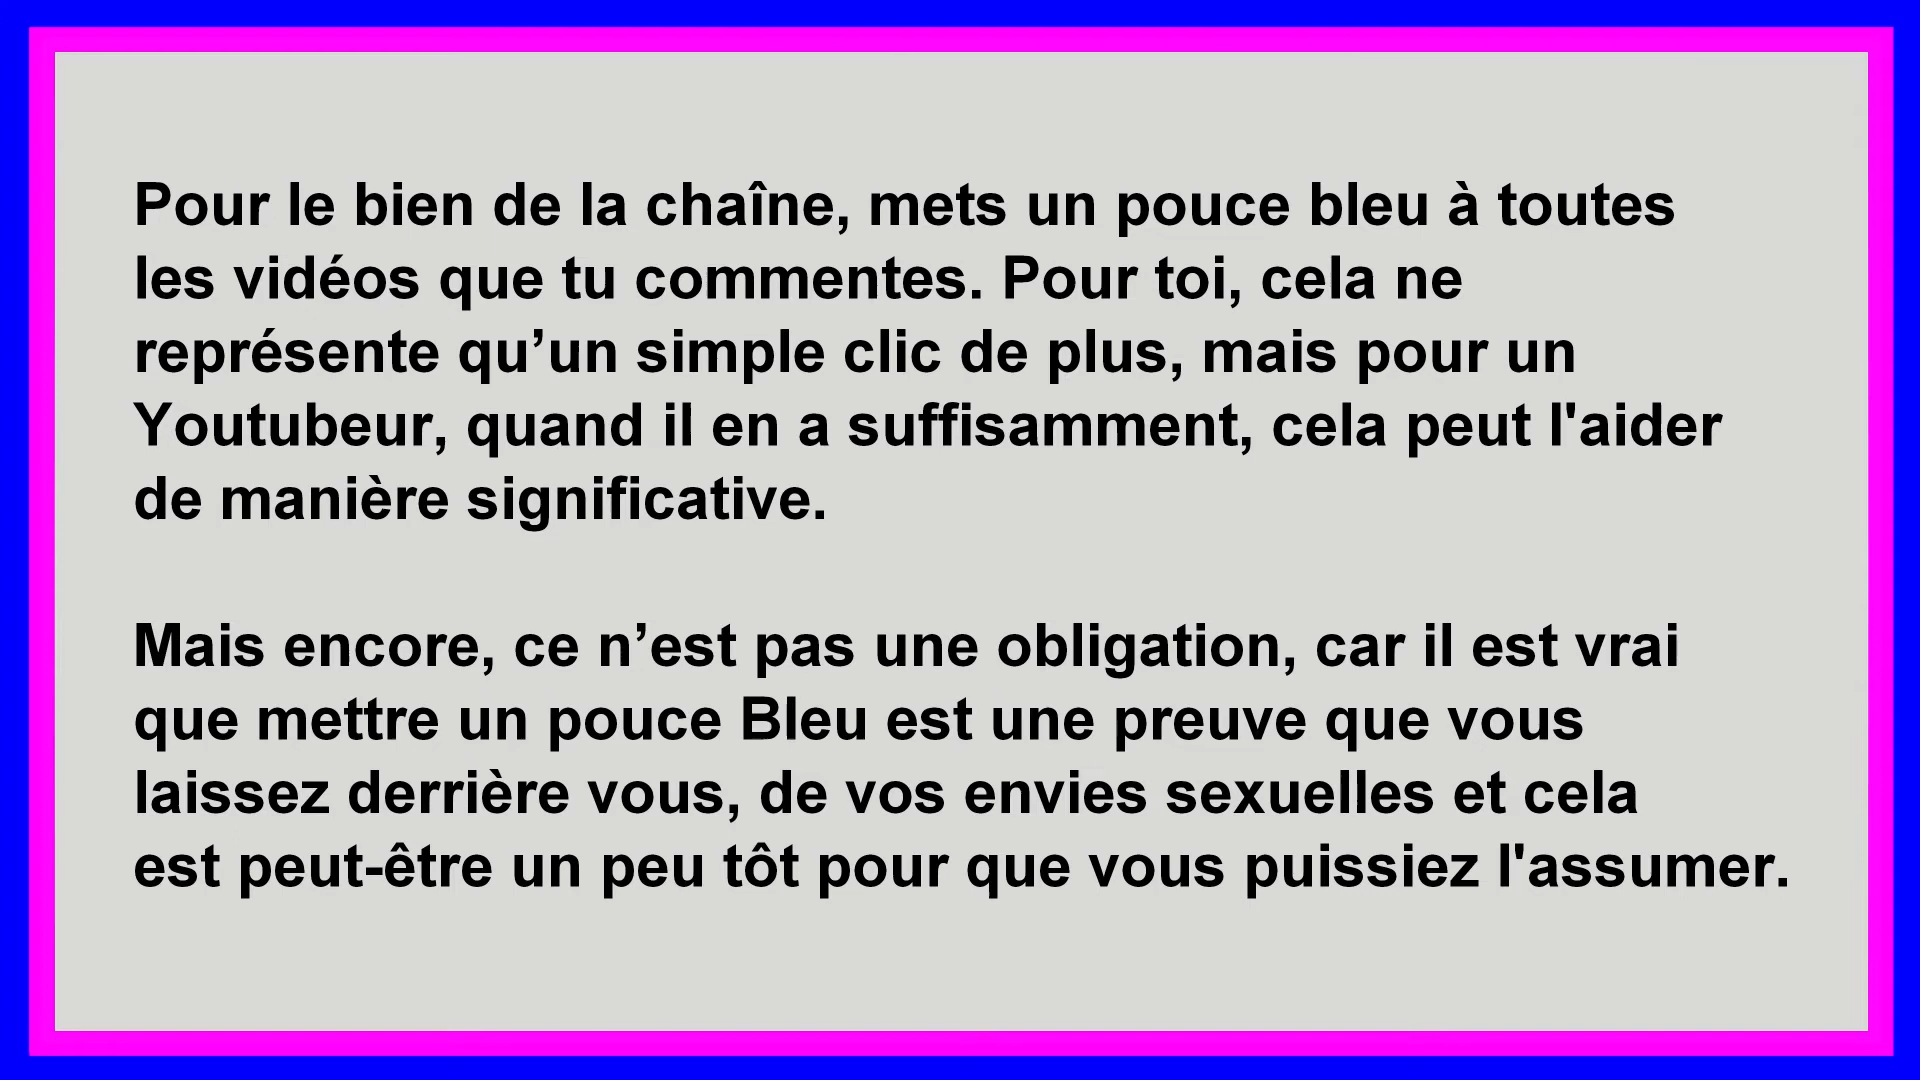 Pour le bien de la chaîne, mets un pouce bleu à toutes
les vidéos que tu commentes. Pour toi, cela ne
représente qu’un simple clic de plus, mais pour un
Youtubeur, quand il en a suffisamment, cela peut l'aider
de manière significative.
Mais encore, ce n’est pas une obligation, car il est vrai
que mettre un pouce Bleu est une preuve que vous
laissez derrière vous, de vos envies sexuelles et cela
est peut-être un peu tôt pour que vous puissiez l'assumer.